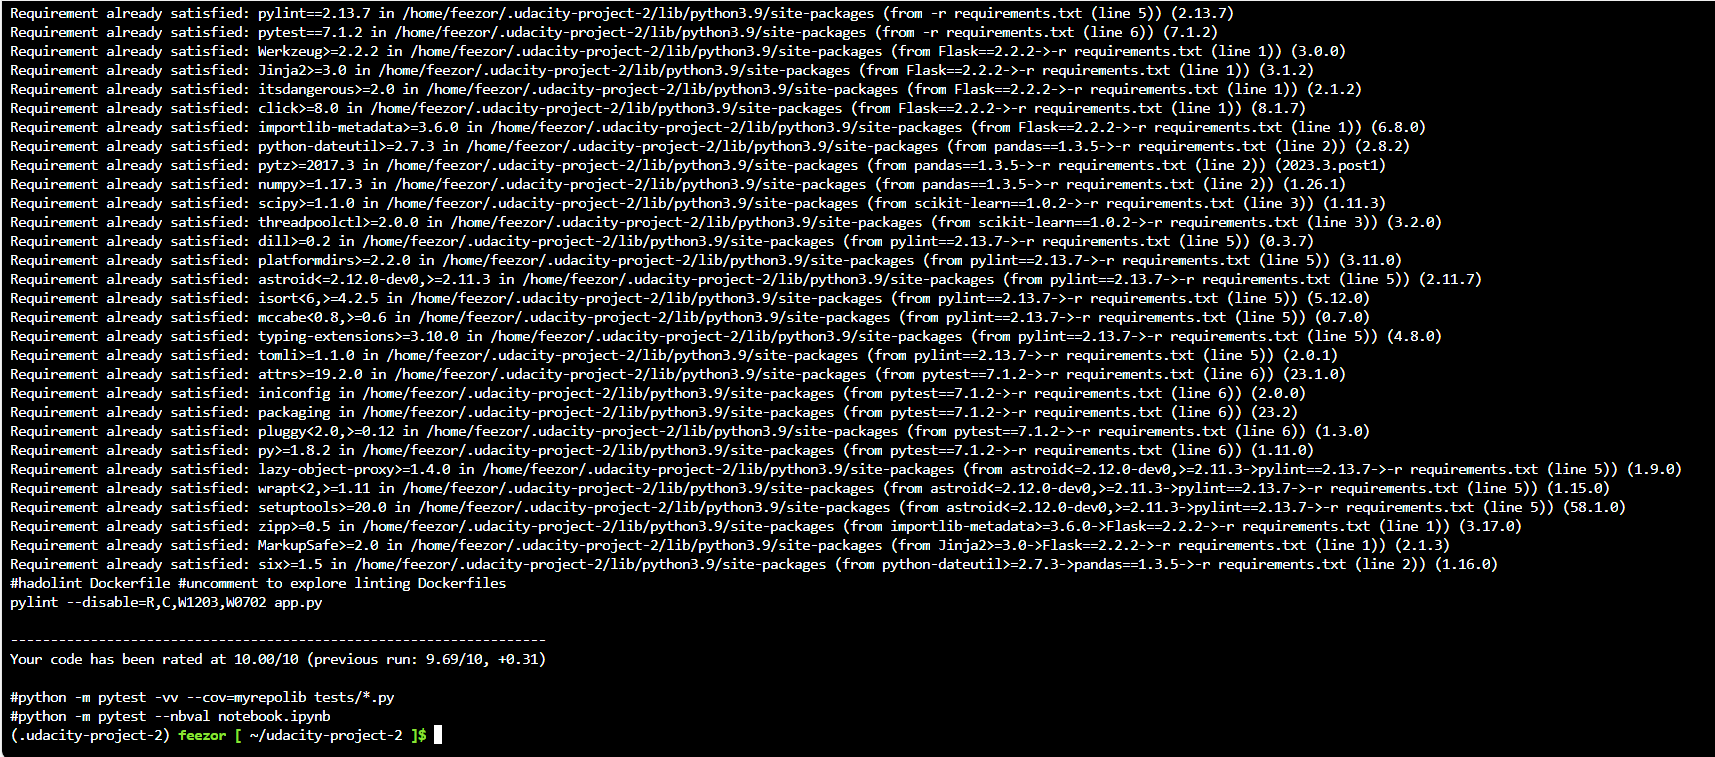 Requirement already satisfied: pylint==2.13.7 in /home/feezor/.udacity-project-2/lib/python3.9/site-packages (from -r requirements.txt (line 5)) (2.13.7)
Requirement already satisfied: pytest==7.1.2 in /home/feezor/.udacity-project-2/lib/python3.9/site-packages (from -r requirements.txt (line 6)) (7.1.2)
Requirement already satisfied: Werkzeug>=2.2.2 in /home/feezor/.udacity-project-2/lib/python3.9/site-packages (from Flask==2.2.2->-r requirements.txt (line 1)) (3.0.0)
Requirement already satisfied: Jinja2>=3.0 in /home/feezor/.udacity-project-2/lib/python3.9/site-packages (from Flask==2.2.2->-r requirements.txt (line 1)) (3.1.2)
Requirement already satisfied: itsdangerous>=2.0 in /home/feezor/.udacity-project-2/lib/python3.9/site-packages (from Flask==2.2.2->-r requirements.txt (line 1)) (2.1.2)
Requirement already satisfied: click>=8.0 in /home/feezor/.udacity-project-2/lib/python3.9/site-packages (from Flask==2.2.2->-r requirements.txt (line 1)) (8.1.7)
Requirement already satisfied: importlib-metadata>=3.6.0 in /home/feezor/.udacity-project-2/lib/python3.9/site-packages (from Flask==2.2.2->-r requirements.txt (line 1)) (6.8.0)
Requirement already satisfied: python-dateutil>=2.7.3 in /home/feezor/.udacity-project-2/lib/python3.9/site-packages (from pandas==1.3.5->-r requirements.txt (line 2)) (2.8.2)
Requirement already satisfied: pytz>=2017.3 in /home/feezor/.udacity-project-2/lib/python3.9/site-packages (from pandas==1.3.5->-r requirements.txt (line 2)) (2023.3.post1)
Requirement already satisfied: numpy>=1.17.3 in /home/feezor/.udacity-project-2/lib/python3.9/site-packages (from pandas==1.3.5->-r requirements.txt (line 2)) (1.26.1)
Requirement already satisfied: scipy>=1.1.0 in /home/feezor/.udacity-project-2/lib/python3.9/site-packages (from scikit-learn==1.0.2->-r requirements.txt (line 3)) (1.11.3)
Requirement already satisfied: threadpoolctl>=2.0.0 in /home/feezor/.udacity-project-2/lib/python3.9/site-packages (from scikit-learn==1.0.2->-r requirements.txt (line 3)) (3.2.0)
Requirement already satisfied: dill>=0.2 in /home/feezor/.udacity-project-2/lib/python3.9/site-packages (from pylint==2.13.7->-r requirements.txt (line 5)) (0.3.7)
Requirement already satisfied: platformdirs>=2.2.0 in /home/feezor/.udacity-project-2/lib/python3.9/site-packages (from pylint==2.13.7->-r requirements.txt (line 5)) (3.11.0)
Requirement already satisfied: astroid<=2.12.0-dev0,>=2.11.3 in /home/feezor/.udacity-project-2/lib/python3.9/site-packages (from pylint==2.13.7->-r requirements.txt (line 5)) (2.11.7)
Requirement already satisfied: isort<6,>=4.2.5 in /home/feezor/.udacity-project-2/lib/python3.9/site-packages (from pylint==2.13.7->-r requirements.txt (line 5)) (5.12.0)
Requirement already satisfied: mccabe<0.8,>=0.6 in /home/feezor/.udacity-project-2/lib/python3.9/site-packages (from pylint==2.13.7->-r requirements.txt (line 5)) (0.7.0)
Requirement already satisfied: typing-extensions>=3.10.0 in /home/feezor/.udacity-project-2/lib/python3.9/site-packages (from pylint==2.13.7->-r requirements.txt (line 5)) (4.8.0)
Requirement already satisfied: tomli>=1.1.0 in /home/feezor/.udacity-project-2/lib/python3.9/site-packages (from pylint==2.13.7->-r requirements.txt (line 5)) (2.0.1)
Requirement already satisfied: attrs>=19.2.0 in /home/feezor/.udacity-project-2/lib/python3.9/site-packages (from pytest==7.1.2->-r requirements.txt (line 6)) (23.1.0)
Requirement already satisfied: iniconfig in /home/feezor/.udacity-project-2/lib/python3.9/site-packages (from pytest==7.1.2->-r requirements.txt (line 6)) (2.0.0)
Requirement already satisfied: packaging in /home/feezor/.udacity-project-2/lib/python3.9/site-packages (from pytest==7.1.2->-r requirements.txt (line 6)) (23.2)
Requirement already satisfied: pluggy<2.0,>=0.12 in /home/feezor/.udacity-project-2/lib/python3.9/site-packages (from pytest==7.1.2->-r requirements.txt (line 6)) (1.3.0)
Requirement already satisfied: py>=1.8.2 in /home/feezor/.udacity-project-2/lib/python3.9/site-packages (from pytest==7.1.2->-r requirements.txt (line 6)) (1.11.0)
Requirement already satisfied: lazy-object-proxy>=1.4.0 in /home/feezor/.udacity-project-2/lib/python3.9/site-packages (from astroid<=2.12.0-dev0,>=2.11.3->pylint==2.13.7->-r requirements.txt (line 5)) (1.9.0)
Requirement already satisfied: wrapt<2,>=1.11 in /home/feezor/.udacity-project-2/lib/python3.9/site-packages (from astroid<=2.12.0-dev0,>=2.11.3->pylint==2.13.7->-r requirements.txt (line 5)) (1.15.0)
Requirement already satisfied: setuptools>=20.0 in /home/feezor/.udacity-project-2/lib/python3.9/site-packages (from astroid<=2.12.0-dev0,>=2.11.3->pylint==2.13.7->-r requirements.txt (line 5)) (58.1.0)
Requirement already satisfied: zipp>=0.5 in /home/feezor/.udacity-project-2/lib/python3.9/site-packages (from importlib-metadata>=3.6.0->Flask==2.2.2->-r requirements.txt (line 1)) (3.17.0)
Requirement already satisfied: MarkupSafe>=2.0 in /home/feezor/.udacity-project-2/lib/python3.9/site-packages (from Jinja2>=3.0->Flask==2.2.2->-r requirements.txt (line 1)) (2.1.3)
Requirement already satisfied: six>=1.5 in /home/feezor/.udacity-project-2/lib/python3.9/site-packages (from python-dateutil>=2.7.3->pandas==1.3.5->-r requirements.txt (line 2)) (1.16.0)
#hadolint Dockerfile #uncomment to explore linting Dockerfiles
pylint --disable=R,C,W1203,W0702 app.py
-------------------------------------------------------------------
Your code has been rated at 10.00/10 (previous run: 9.69/10, +0.31)
#python -m pytest -vv --cov=myrepolib tests/*.py
#python -m pytest --nbval notebook.ipynb
(.udacity-project-2) feezor [ ~/udacity-project-2 ]$